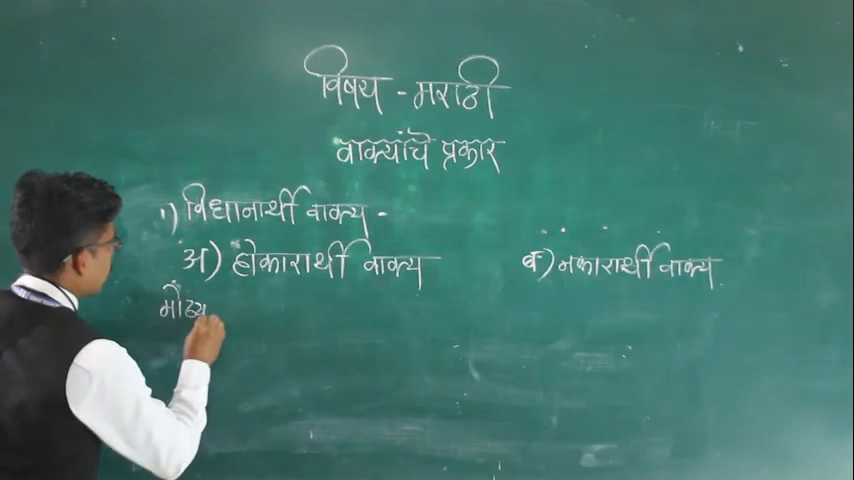 विषय - मराठी
वाक्यांचे प्रकार
१) विधानार्थी वाक्य -
अ) होकारार्थी वाक्य ब) नकारार्थी वाक्य